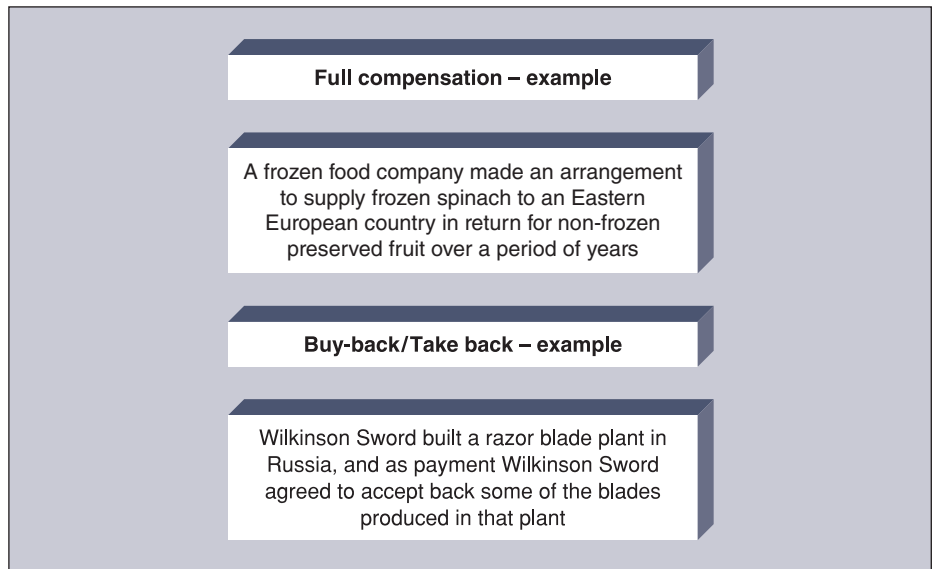 Full compensation – example
A frozen food company made an arrangement
to supply frozen spinach to an Eastern
European country in return for non-frozen
preserved fruit over a period of years
Buy-back/Take back – example
Wilkinson Sword built a razor blade plant in
Russia, and as payment Wilkinson Sword
agreed to accept back some of the blades
produced in that plant